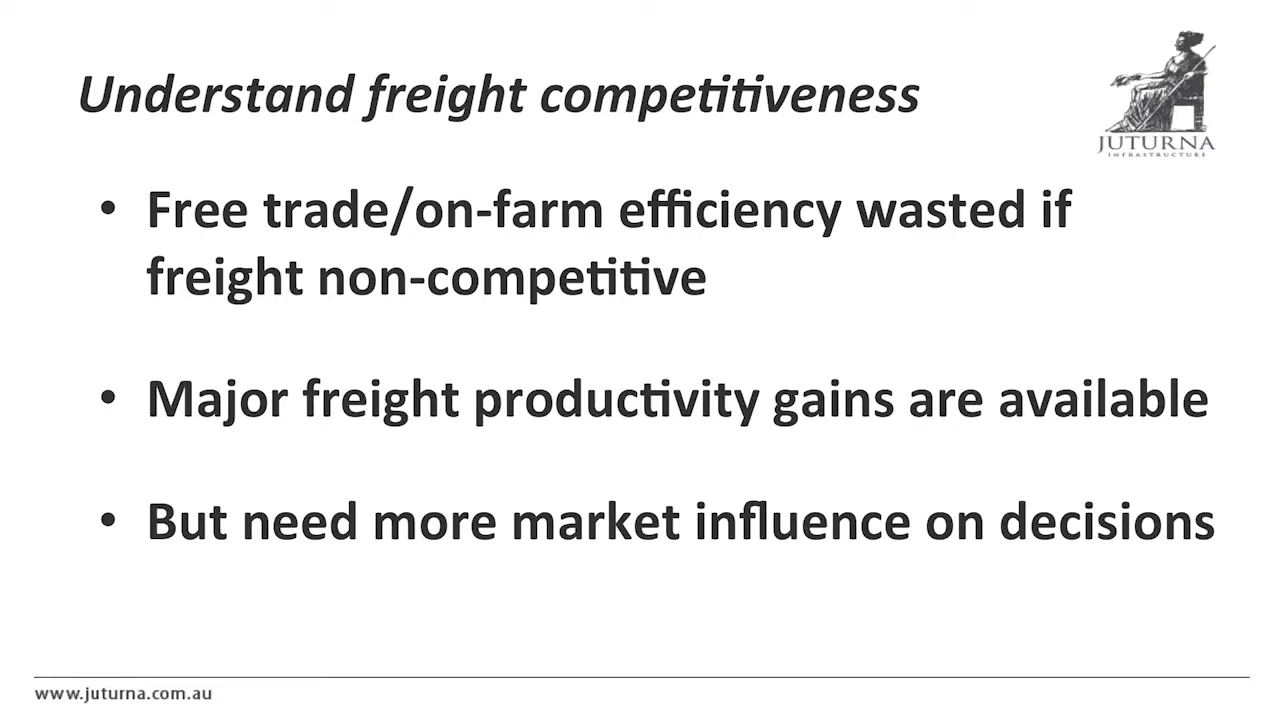 Understand freight competitiveness
JUTURNA
INFRASTRUCTURE
• Free trade/on-farm efficiency wasted if
freight non-competitive
• Major freight productivity gains are available
• But need more market influence on decisions
www.juturna.com.au